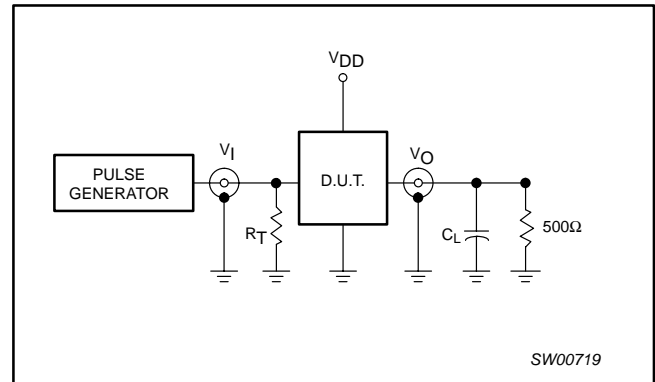 VDD
VI
VO
PULSE
GENERATOR
D.U.T.
RT
CL
500Ω
SW00719